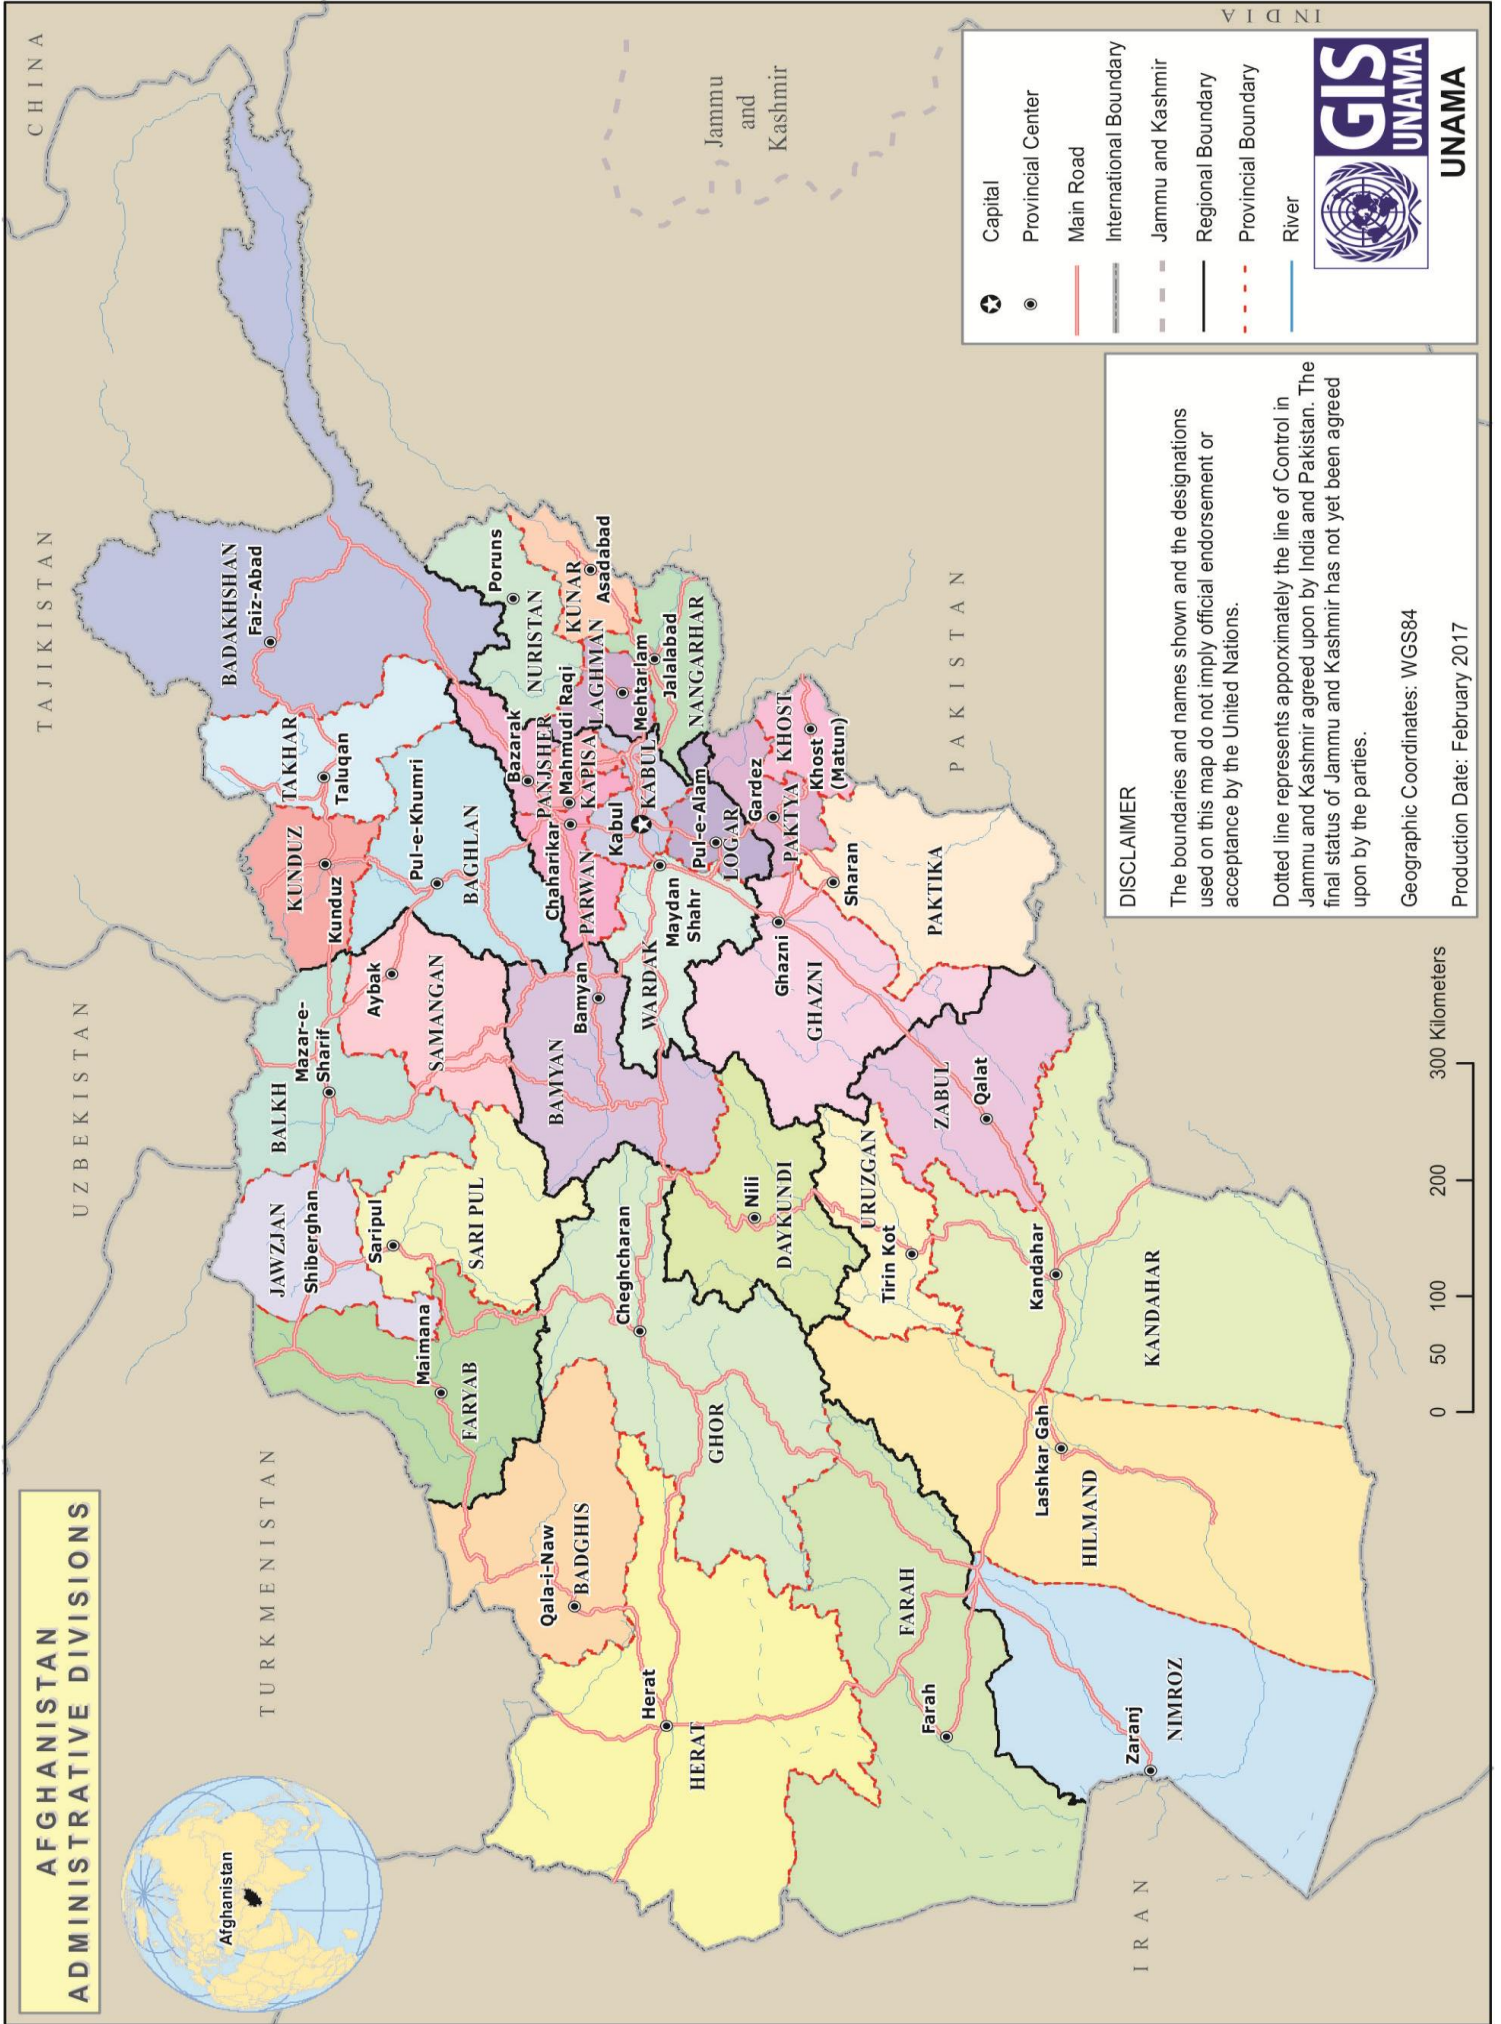 AFGHANISTAN
ADMINISTRATIVE DIVISIONS
Afghanistan
CHINA
TAJIKISTAN
UZBEKISTAN
TURKMENISTAN
IRAN
PAKISTAN
INDIA
Jammu
and
Kashmir
BADAKHSHAN
Faiz-Abad
TAKHAR
Taluqan
KUNDUZ
Kunduz
BALKH
Mazar-e-
Sharif
JAWZJAN
Shiberghan
Saripul
SARI PUL
Aybak
SAMANGAN
Pul-e-Khumri
BAGHLAN
Maimana
FARYAB
Qala-i-Naw
BADGHIS
Herat
HERAT
Cheghcharan
GHOR
Bamyan
BAMYAN
Bazarak
PANJSHER
Poruns
NURISTAN
KUNAR
Asadabad
LAGHMAN
Mehtarlam
Mahmudi Raqi
KAPISA
Chaharikar
PARWAN
Kabul
KABUL
Jalalabad
NANGARHAR
Maydan
Shahr
WARDAK
Pul-e-Alam
LOGAR
Gardez
PAKTYA
KHOST
Khost
(Matun)
Sharan
PAKTIKA
Ghazni
GHAZNI
Nili
DAYKUNDI
URUZGAN
Tirin Kot
ZABUL
Qalat
Kandahar
KANDAHAR
Lashkar Gah
HILMAND
FARAH
Farah
Zaranj
NIMROZ
0 50 100 200 300 Kilometers
DISCLAIMER
The boundaries and names shown and the designations
used on this map do not imply official endorsement or
acceptance by the United Nations.
Dotted line represents apporximately the line of Control in
Jammu and Kashmir agreed upon by India and Pakistan. The
final status of Jammu and Kashmir has not yet been agreed
upon by the parties.
Geographic Coordinates: WGS84
Production Date: February 2017
Capital
Provincial Center
Main Road
International Boundary
Jammu and Kashmir
Regional Boundary
Provincial Boundary
River
GIS
UNAMA
UNAMA